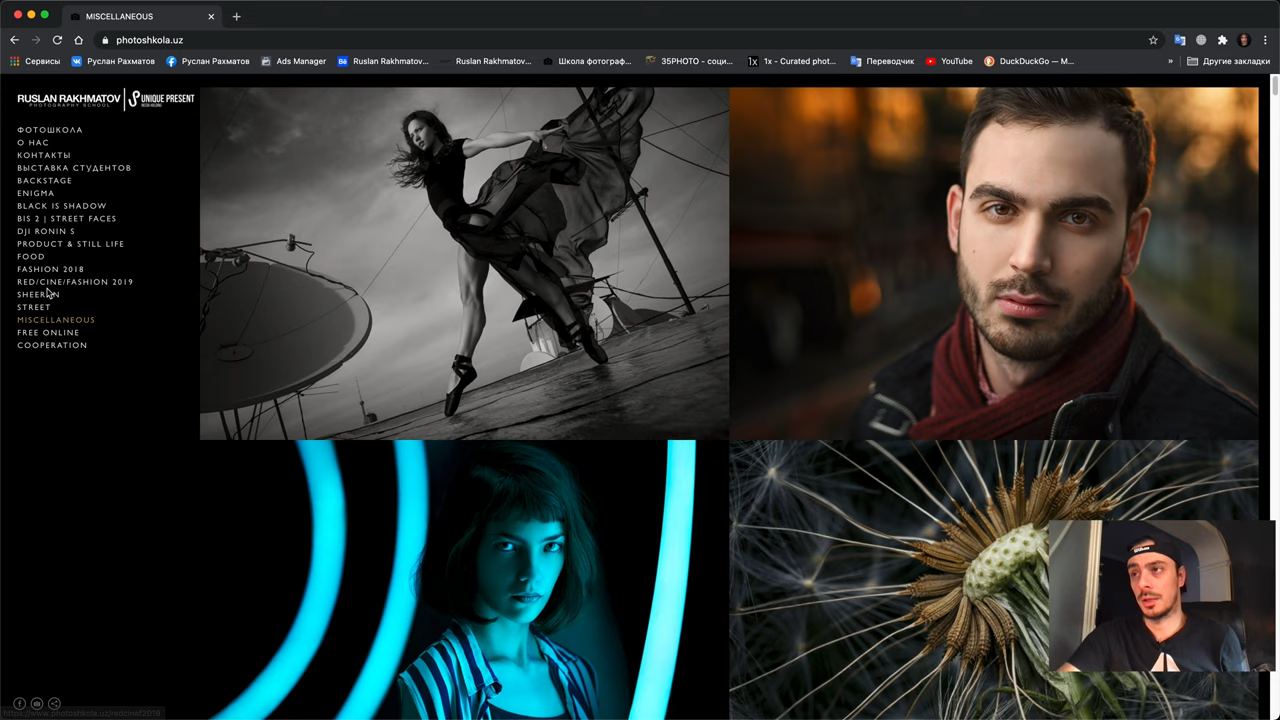 MISCELLANEOUS
photoshkola.uz
Сервисы
Руслан Рахматов
Руслан Рахматов
Ads Manager
Ruslan Rakhmatov...
Ruslan Rakhmatov...
Школа фотограф...
35PHOTO - социа...
1x - Curated phot...
Переводчик
YouTube
DuckDuckGo — М...
»
Другие закладки
RUSLAN RAKHMATOV
PHOTOGRAPHY SCHOOL
UNIQUE PRESENT
ФОТОШКОЛА
О НАС
КОНТАКТЫ
ВЫСТАВКА СТУДЕНТОВ
BACKSTAGE
ENIGMA
BLACK IS SHADOW
BIS 2 | STREET FACES
DJI RONIN S
PRODUCT & STILL LIFE
FOOD
FASHION 2018
RED/CINE/FASHION 2019
STREET
MISCELLANEOUS
FREE ONLINE
COOPERATION